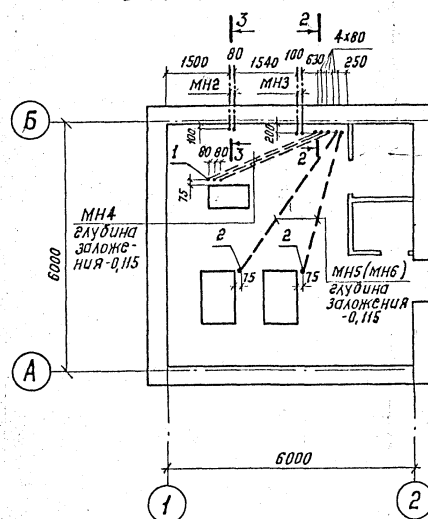 3
2
4×80
1500
80
1540
100
630
250
МН2
МН3
Б
100
200
3
2
1
80
80
75
МН4
глубина
заложе-
ния-0,115
6000
2
2
75
75
МН5(МН6)
глубина
заложения
-0,115
А
6000
1
2